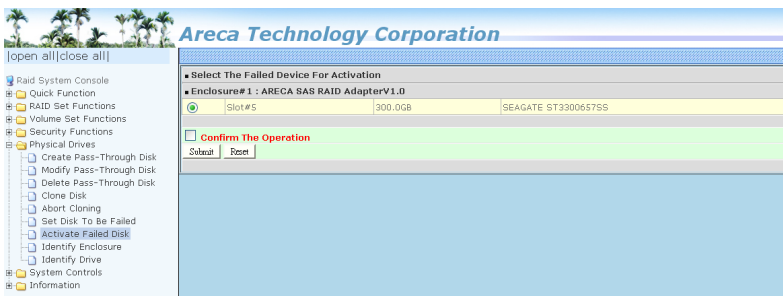 Areca Technology Corporation
|open all|close all|
Raid System Console
Quick Function
RAID Set Functions
Volume Set Functions
Security Functions
Physical Drives
Create Pass-Through Disk
Modify Pass-Through Disk
Delete Pass-Through Disk
Clone Disk
Abort Cloning
Set Disk To Be Failed
Activate Failed Disk
Identify Enclosure
Identify Drive
System Controls
Information
Select The Failed Device For Activation
Enclosure#1 : ARECA SAS RAID AdapterV1.0
Slot#5 300.0GB SEAGATE ST3300657SS
Confirm The Operation
Submit Reset